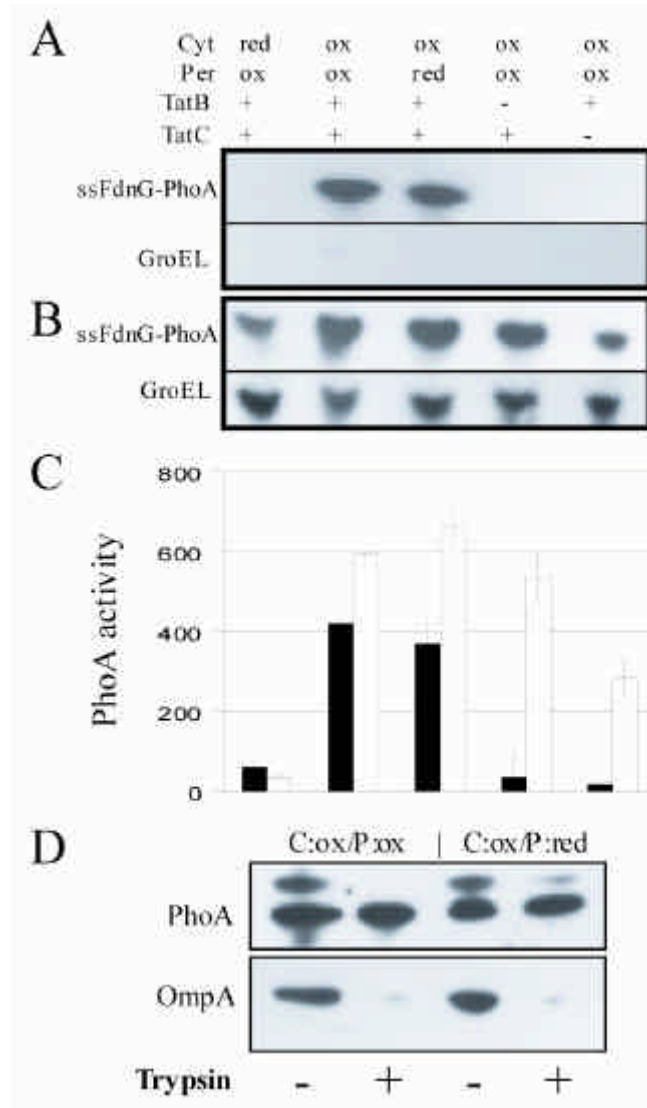 A
Cyt red ox ox ox ox
Per ox ox red ox ox
TatB + + + - +
TatC + + + + -
ssFdnG-PhoA
GroEL
B
ssFdnG-PhoA
GroEL
C
PhoA activity
800
600
400
200
0
D
C:ox/P:ox | C:ox/P:red
PhoA
OmpA
Trypsin - + - +